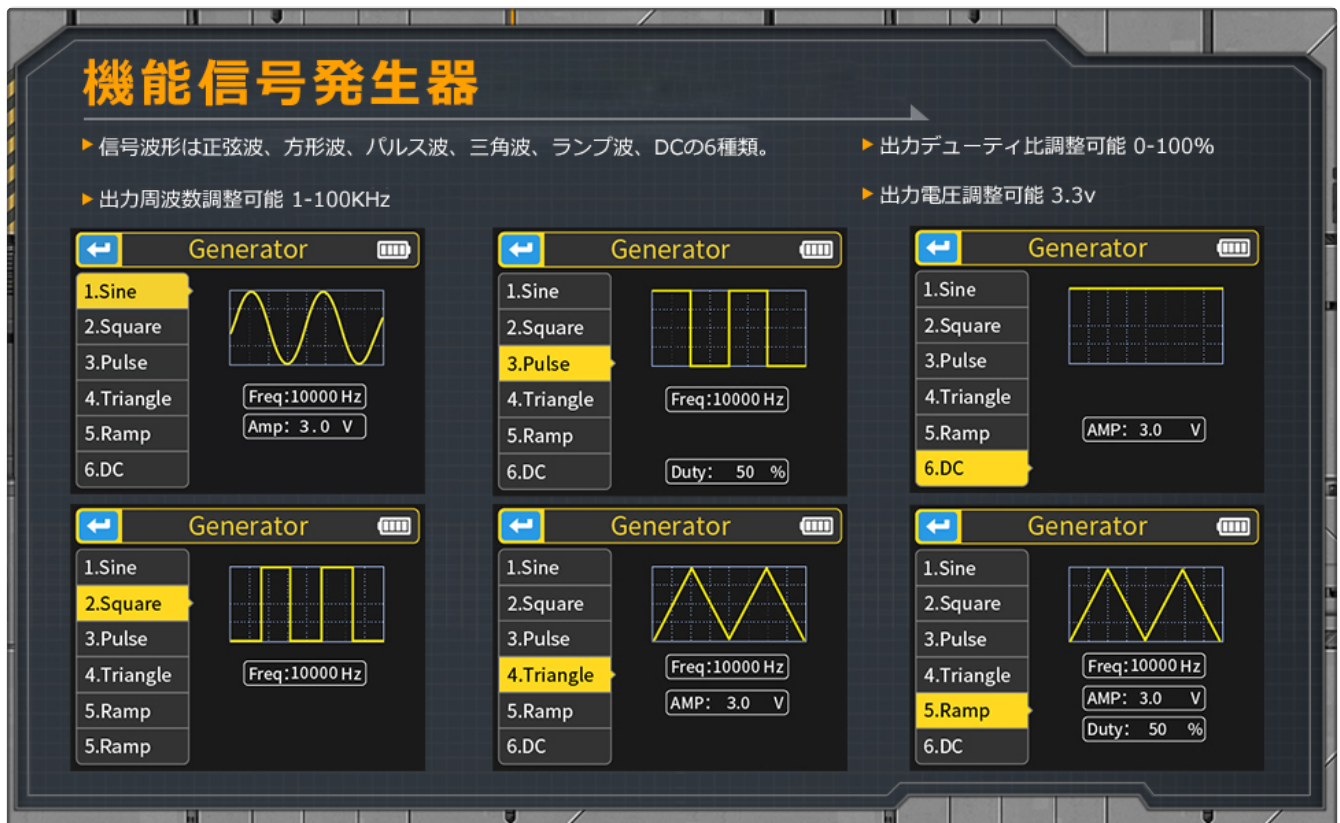 機能信号発生器
信号波形は正弦波、方形波、パルス波、三角波、ランプ波、DCの6種類。
出力デューティ比調整可能 0-100%
出力周波数調整可能 1-100KHz
出力電圧調整可能 3.3v
Generator
1.Sine
2.Square
3.Pulse
4.Triangle
5.Ramp
6.DC
Freq:10000 Hz
Amp: 3.0 V
Generator
1.Sine
2.Square
3.Pulse
4.Triangle
5.Ramp
6.DC
Freq:10000 Hz
Duty: 50 %
Generator
1.Sine
2.Square
3.Pulse
4.Triangle
5.Ramp
6.DC
AMP: 3.0 V
Generator
1.Sine
2.Square
3.Pulse
4.Triangle
5.Ramp
5.Ramp
Freq:10000 Hz
Generator
1.Sine
2.Square
3.Pulse
4.Triangle
5.Ramp
6.DC
Freq:10000 Hz
AMP: 3.0 V
Generator
1.Sine
2.Square
3.Pulse
4.Triangle
5.Ramp
6.DC
Freq:10000 Hz
AMP: 3.0 V
Duty: 50 %